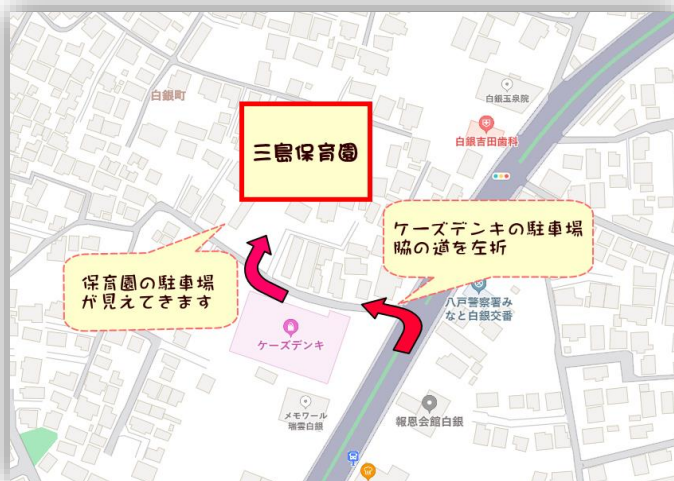 白銀町
白銀玉泉院
白銀吉田歯科
三島保育園
ケーズデンキの駐車場
脇の道を左折
保育園の駐車場
が見えてきます
八戸警察署み
なと白銀交番
ケーズデンキ
メモワール
瑞雲白銀
報恩会館白銀